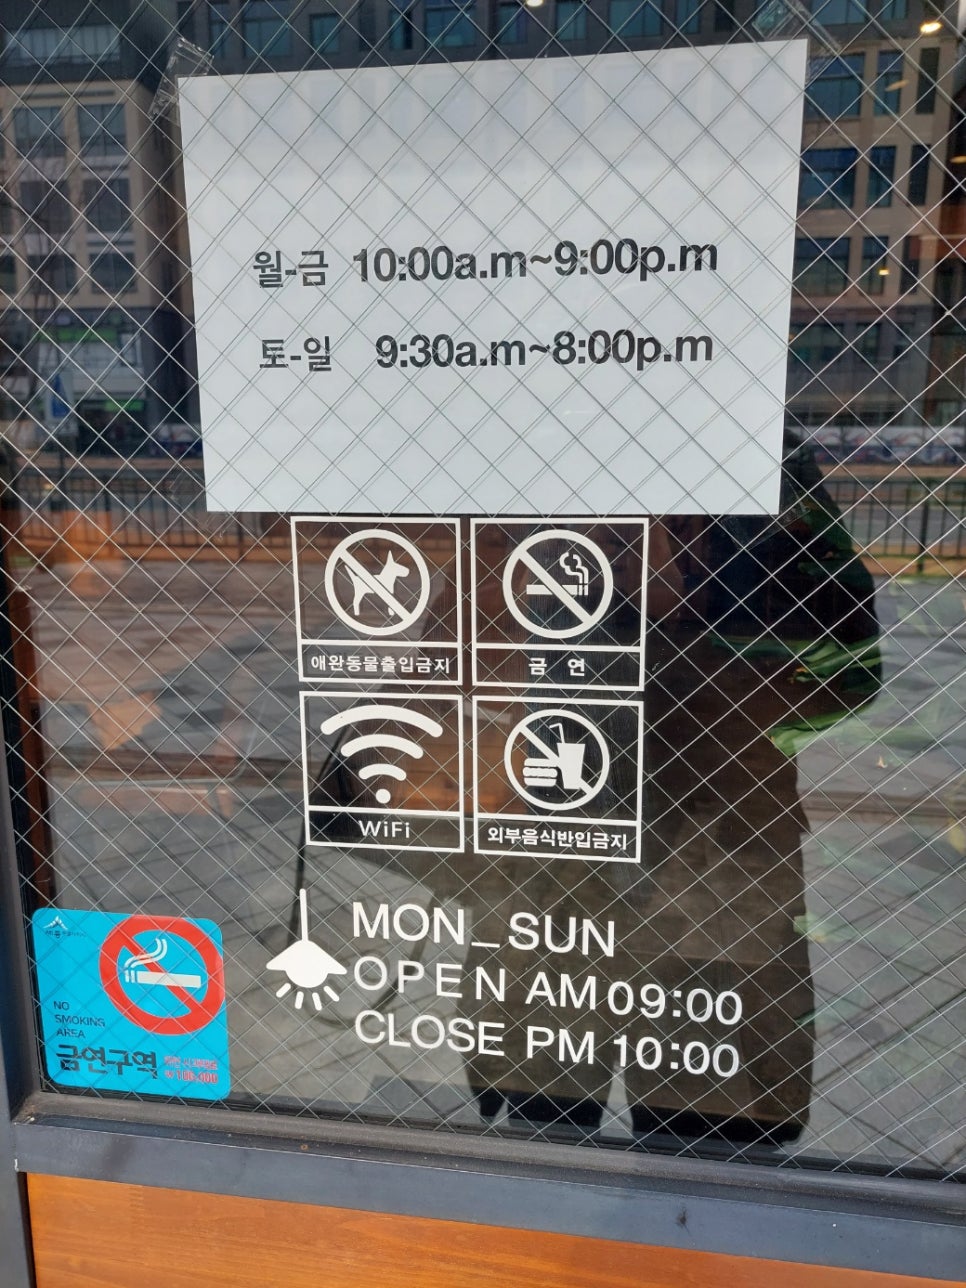 월-금 10:00a.m~9:00p.m
토-일 9:30a.m~8:00p.m
애완동물출입금지
금 연
WiFi
외부음식반입금지
MON_SUN
OPEN AM 09:00
CLOSE PM 10:00
NO
SMOKING
AREA
금연구역